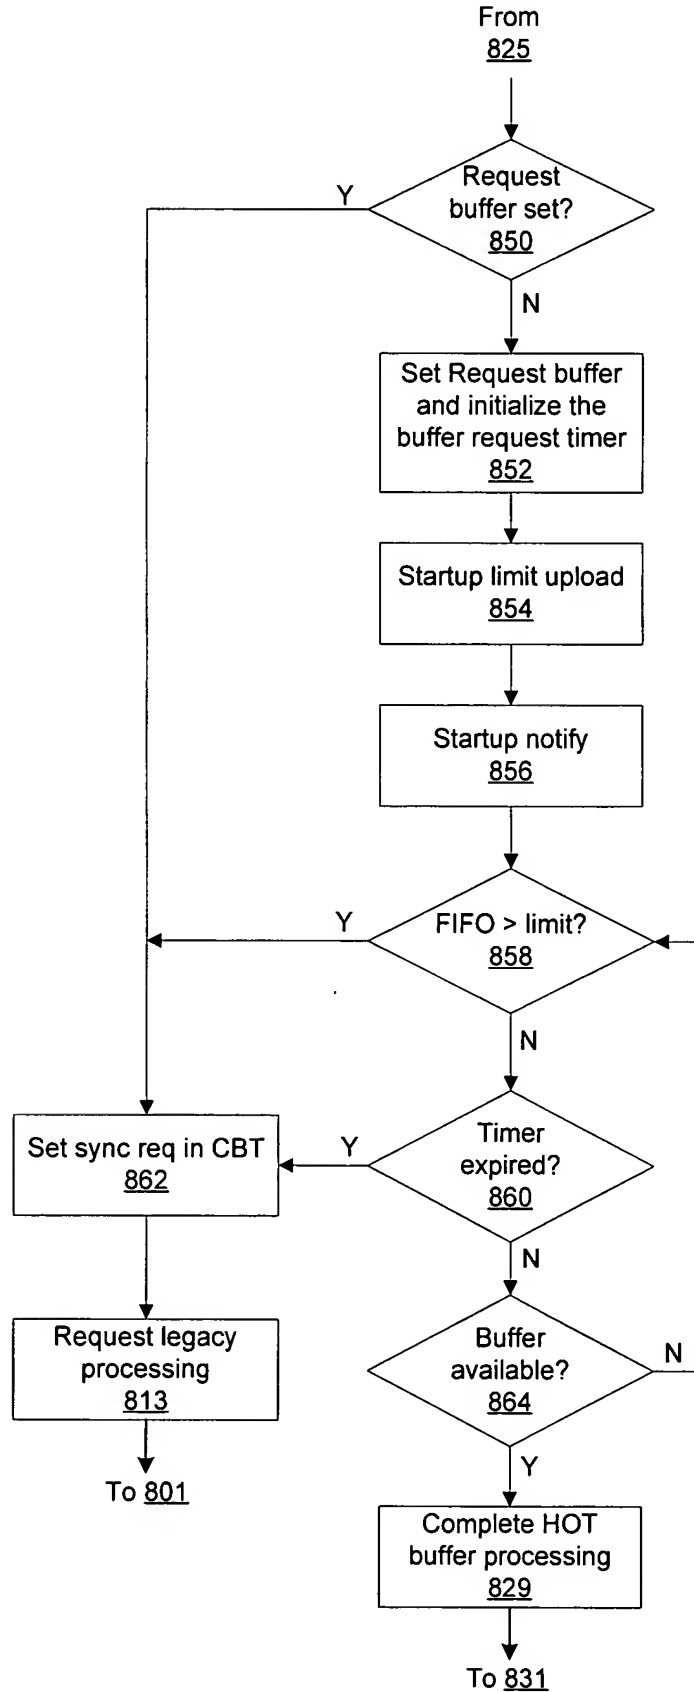 From
825
Request
buffer set?
850
Y
N
Set Request buffer
and initialize the
buffer request timer
852
Startup limit upload
854
Startup notify
856
FIFO > limit?
858
Y
N
Set sync req in CBT
862
Y
Timer
expired?
860
N
Request legacy
processing
813
Buffer
available?
864
N
Y
To 801
Complete HOT
buffer processing
829
To 831